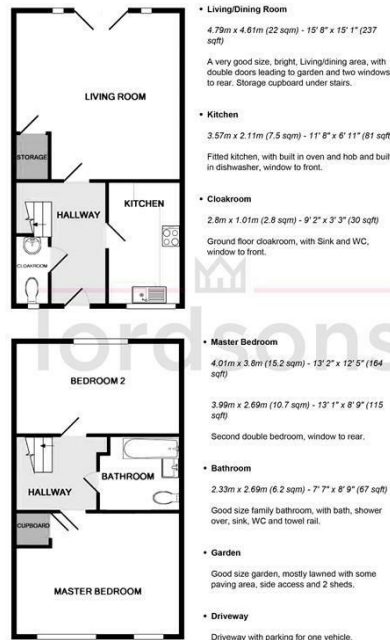 LIVING ROOM
STORAGE
HALLWAY
KITCHEN
CLOAKROOM
BEDROOM 2
BATHROOM
HALLWAY
CUPBOARD
MASTER BEDROOM
lordsons
• Living/Dining Room
4.79m x 4.61m (22 sqm) - 15' 8" x 15' 1" (237
sqft)
A very good size, bright, Living/dining area, with
double doors leading to garden and two windows
to rear. Storage cupboard under stairs.
• Kitchen
3.57m x 2.11m (7.5 sqm) - 11' 8" x 6' 11" (81 sqft
Fitted kitchen, with built in oven and hob and buil
in dishwasher, window to front.
• Cloakroom
2.8m x 1.01m (2.8 sqm) - 9' 2" x 3' 3" (30 sqft)
Ground floor cloakroom, with Sink and WC,
window to front.
• Master Bedroom
4.01m x 3.8m (15.2 sqm) - 13' 2" x 12' 5" (164
sqft)
3.99m x 2.69m (10.7 sqm) - 13' 1" x 8' 9" (115
sqft)
Second double bedroom, window to rear.
• Bathroom
2.33m x 2.69m (6.2 sqm) - 7' 7" x 8' 9" (67 sqft)
Good size family bathroom, with bath, shower
over, sink, WC and towel rail.
• Garden
Good size garden, mostly lawned with some
paving area, side access and 2 sheds.
• Driveway
Driveway with parking for one vehicle.